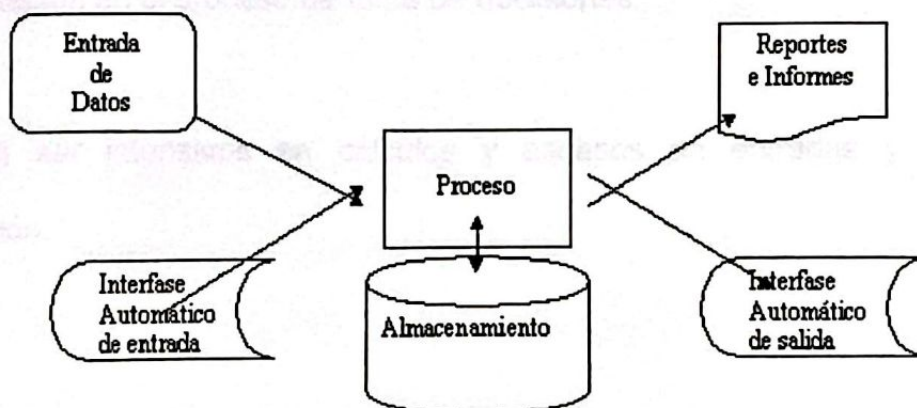 Entrada
de
Datos
Reportes
e Informes
Proceso
Interfase
Automático
de entrada
Almacenamiento
Interfase
Automático
de salida